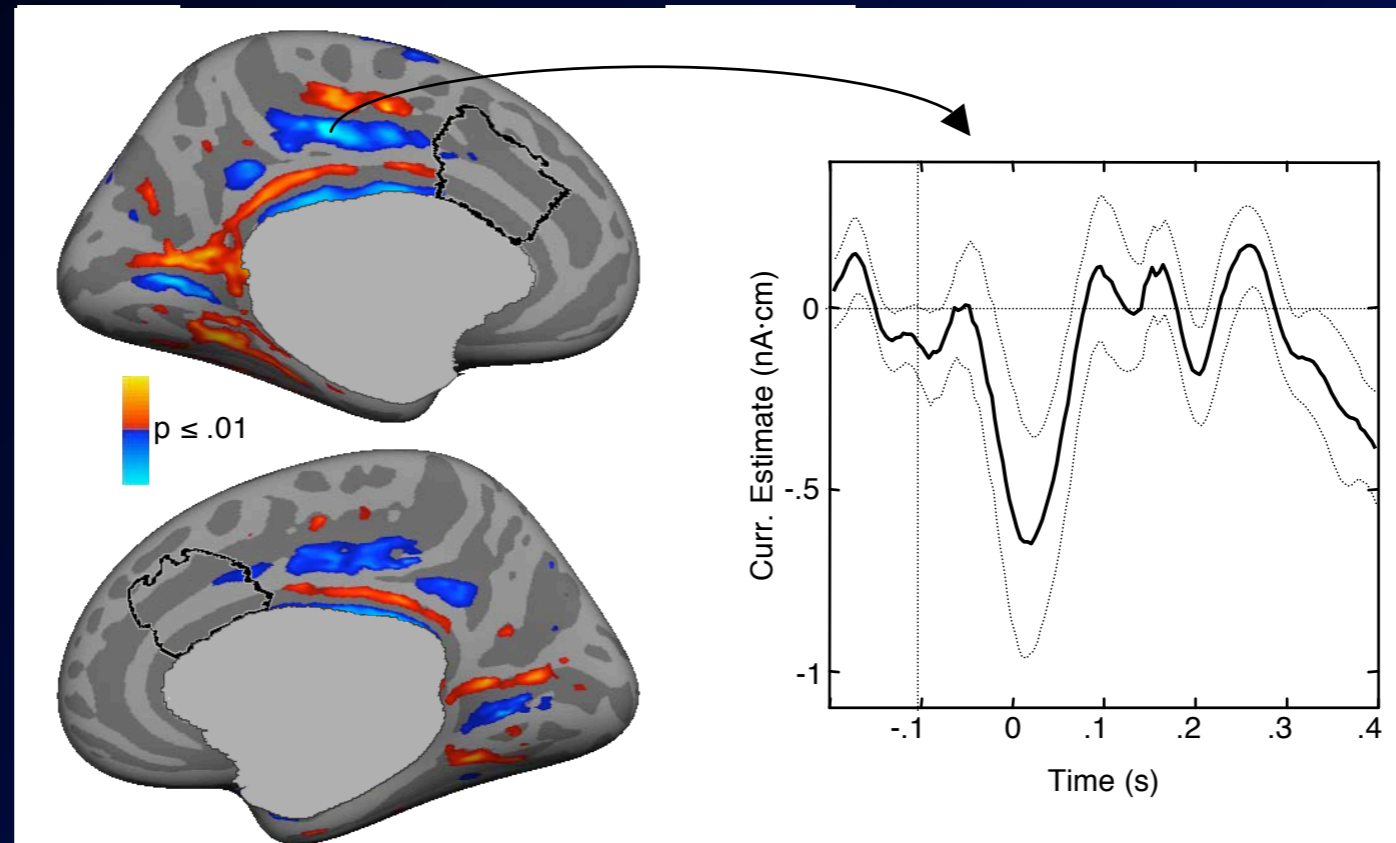 p ≤ .01
Curr. Estimate (nA·cm)
0
-.5
-1
-.1 0 .1 .2 .3 .4
Time (s)